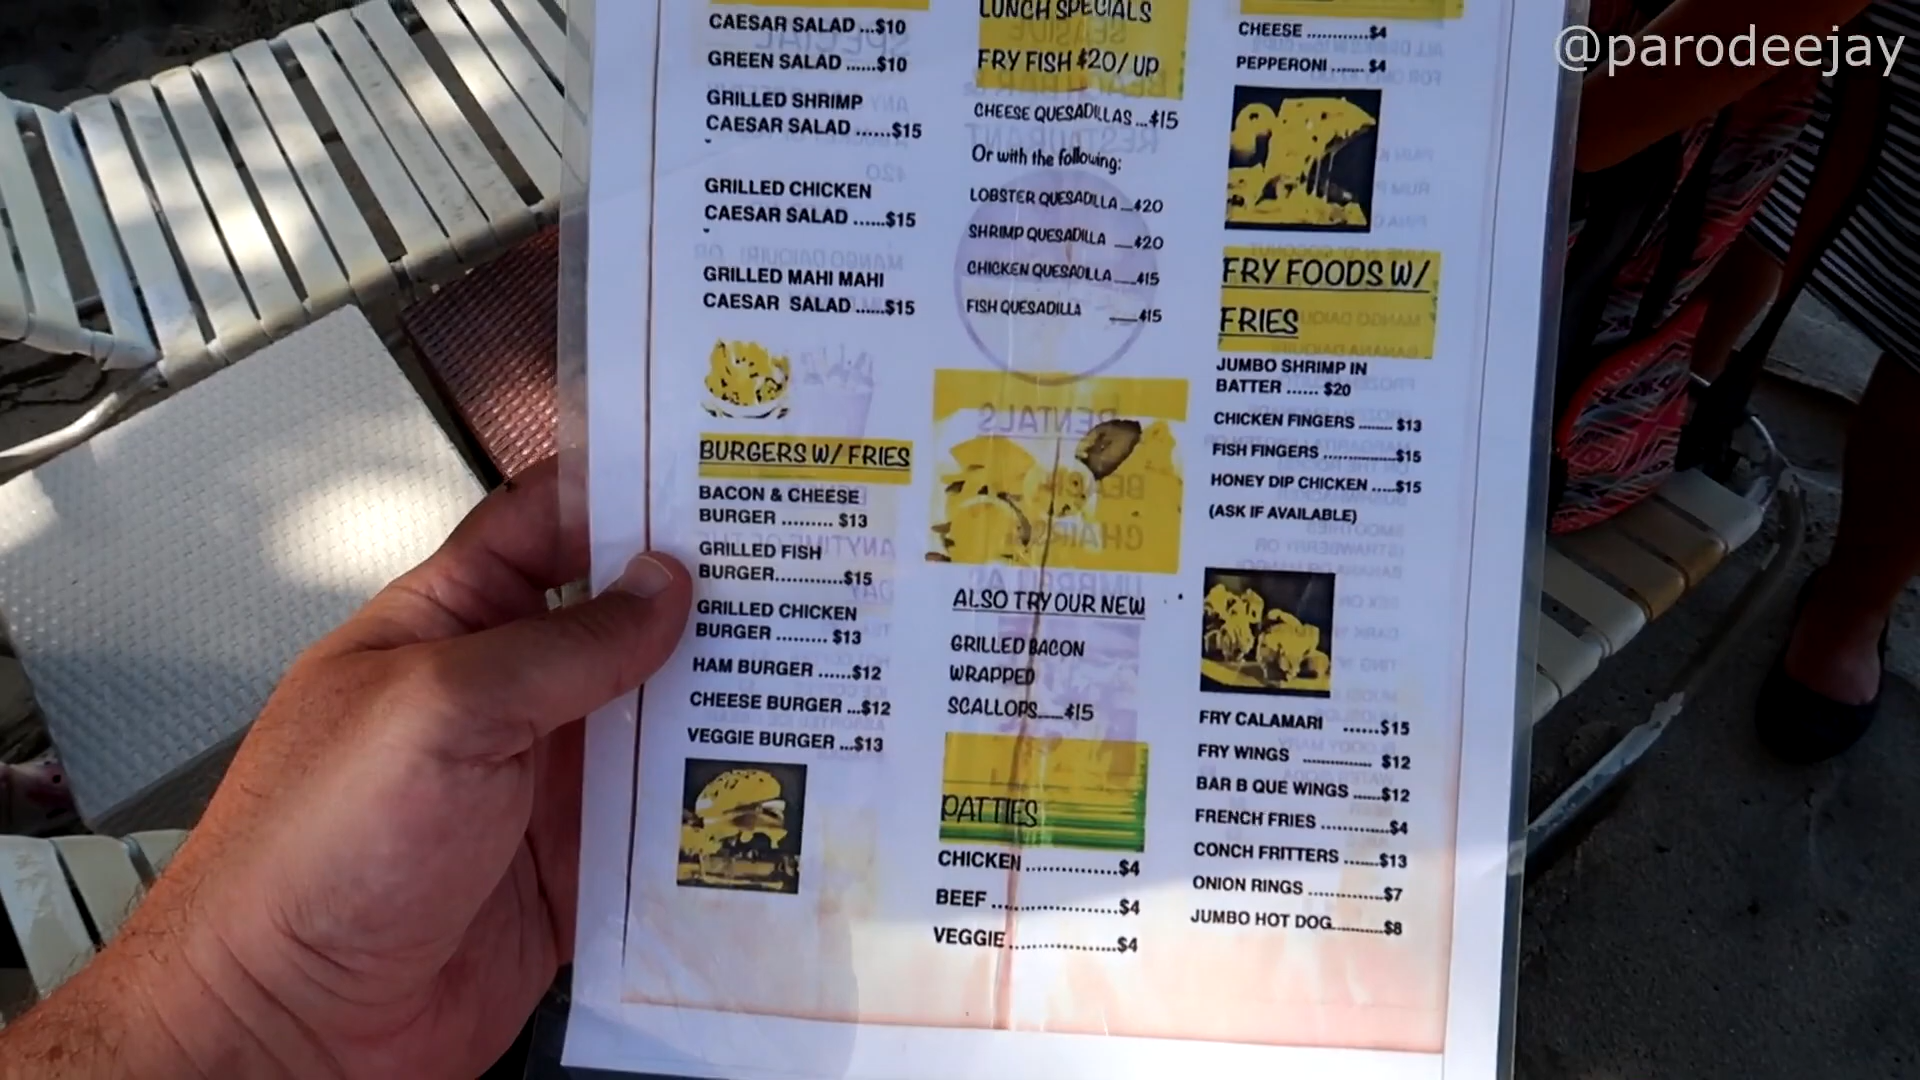 @parodeejay
CAESAR SALAD ...$10
GREEN SALAD ......$10
GRILLED SHRIMP
CAESAR SALAD ......$15
GRILLED CHICKEN
CAESAR SALAD ......$15
GRILLED MAHI MAHI
CAESAR SALAD ......$15
BURGERS W/ FRIES
BACON & CHEESE
BURGER ......... $13
GRILLED FISH
BURGER............$15
GRILLED CHICKEN
BURGER ......... $13
HAM BURGER ......$12
CHEESE BURGER ...$12
VEGGIE BURGER ...$13
LUNCH SPECIALS
FRY FISH $20/ UP
CHEESE QUESADILLAS ...$15
Or with the following:
LOBSTER QUESADILLA ...$20
SHRIMP QUESADILLA ....$20
CHICKEN QUESADILLA ....$15
FISH QUESADILLA ......$15
ALSO TRY OUR NEW
GRILLED BACON
WRAPPED
SCALLOPS......$15
PATTIES
CHICKEN ...............$4
BEEF .....................$4
VEGGIE..................$4
CHEESE ............$4
PEPPERONI ....... $4
FRY FOODS W/
FRIES
JUMBO SHRIMP IN
BATTER ...... $20
CHICKEN FINGERS ........ $13
FISH FINGERS ..............$15
HONEY DIP CHICKEN .....$15
(ASK IF AVAILABLE)
FRY CALAMARI ......$15
FRY WINGS .............. $12
BAR B QUE WINGS ......$12
FRENCH FRIES ..............$4
CONCH FRITTERS .......$13
ONION RINGS ...............$7
JUMBO HOT DOG...........$8